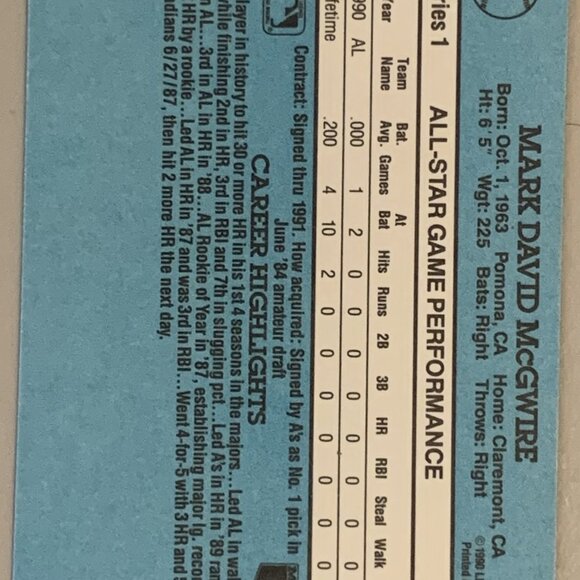 MARK DAVID McGWIRE
Born: Oct. 1, 1963 Pomona, CA Home: Claremont, CA
Ht: 6' 5" Wgt: 225 Bats: Right Throws: Right
© 1990
Printed
1 ALL-STAR GAME PERFORMANCE
Team Bat. At
Year Name Avg. Games Bat Hits Runs 2B 3B HR RBI Steal Walk
990 AL .000 1 2 0 0 0 0 0 0 0 0
fetime .200 4 10 2 0 0 0 0 0 0 0
Contract: Signed thru 1991. How acquired: Signed by A's as No. 1 pick in
June '84 amateur draft
CAREER HIGHLIGHTS
layer in history to hit 30 or more HR in his 1st 4 seasons in the majors... Led AL in wal
while finishing 2nd in HR, 3rd in RBI and 7th in slugging pct... Led A's in HR in '89 ran
AL... 3rd in AL in HR in '88... AL Rookie of Year in '87, establishing major lg. reco
HR by a rookie... Led AL in HR in '87 and was 3rd in RBI... Went 4-for-5 with 3 HR and 5
dians 6/27/87, then hit 2 more HR the next day.